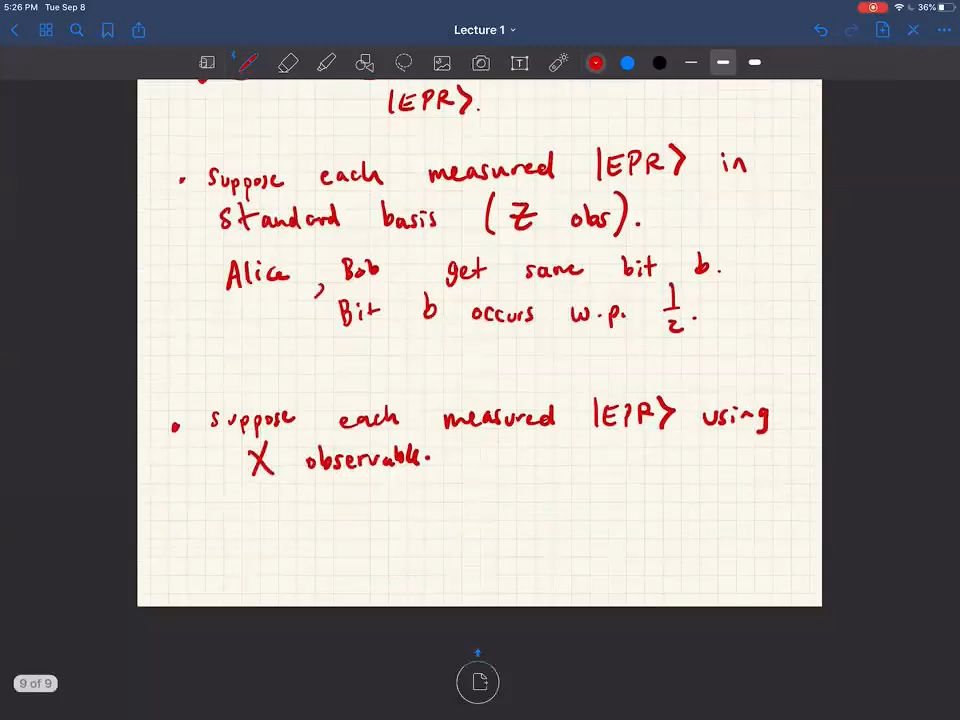 5:26 PM Tue Sep 8
36%
Lecture 1
|EPR⟩.
• Suppose each measured |EPR⟩ in
standard basis (Z obs).
Alice, Bob get same bit b.
Bit b occurs w.p. 1/2.
• Suppose each measured |EPR⟩ using
X observable.
9 of 9